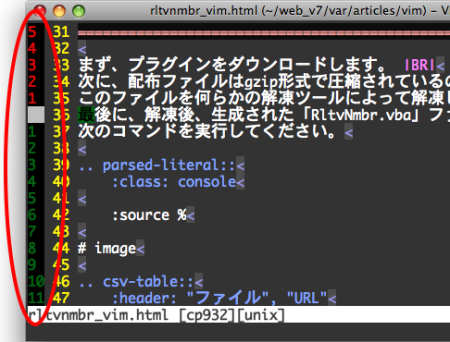 rltvnmbr_vim.html (~/web_v7/var/articles/vim) – V
5 31
4 32 <
3 33 まず、プラグインをダウンロードします。 |BR|<
2 34 次に、配布ファイルはgzip形式で圧縮されているの
1 35 このファイルを何らかの解凍ツールによって解凍し
36 最後に、解凍後、生成された「RltvNmbr.vba」フ
1 37 次のコマンドを実行してください。<
2 38 <
3 39 .. parsed-literal::<
4 40 :class: console<
5 41 <
6 42 :source %<
7 43 <
8 44 # image<
9 45 <
10 46 .. csv-table::<
11 47 :header: "ファイル", "URL"<
rltvnmbr_vim.html [cp932][unix]